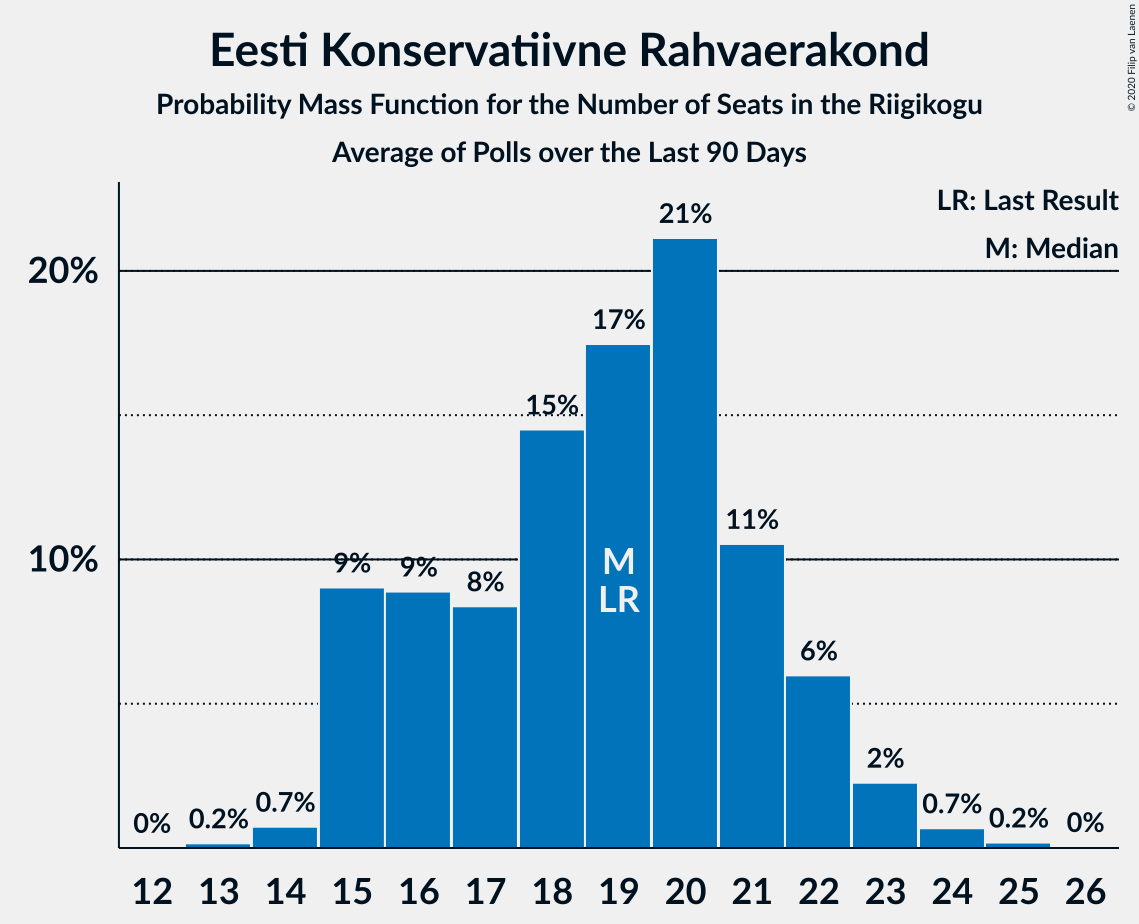 Eesti Konservatiivne Rahvaerakond
Probability Mass Function for the Number of Seats in the Riigikogu
Average of Polls over the Last 90 Days
© 2020 Filip van Laenen
LR: Last Result
M: Median
20%
10%
0%
0.2%
0.7%
9%
9%
8%
15%
17%
21%
11%
6%
2%
0.7%
0.2%
0%
M
LR
12 13 14 15 16 17 18 19 20 21 22 23 24 25 26